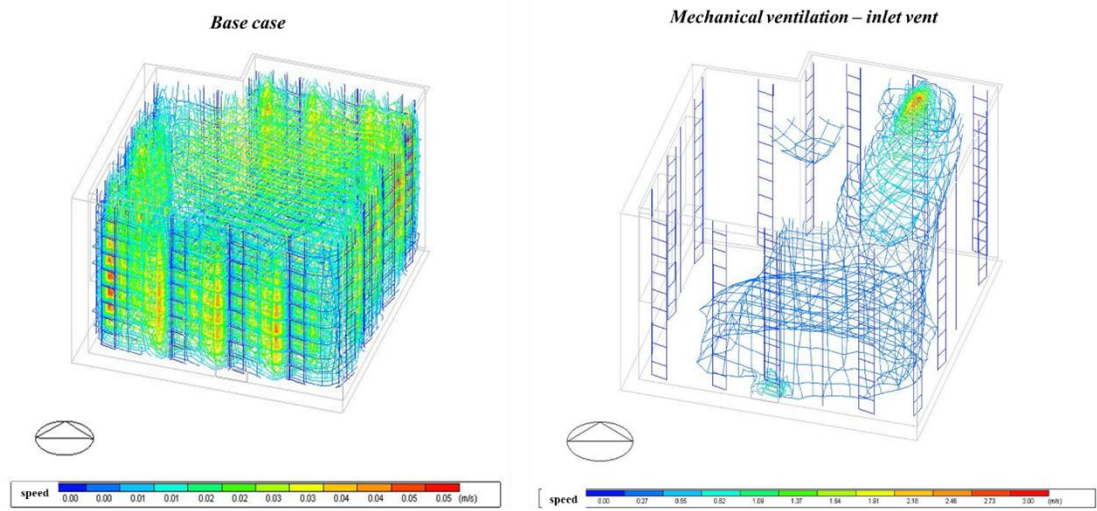 Base case
Mechanical ventilation – inlet vent
speed 0.00 0.00 0.01 0.01 0.02 0.02 0.03 0.04 0.04 0.05 0.05 (m/s)
speed 0.00 0.27 0.55 0.82 1.09 1.37 1.64 1.91 2.18 2.46 2.73 3.00 (m/s)